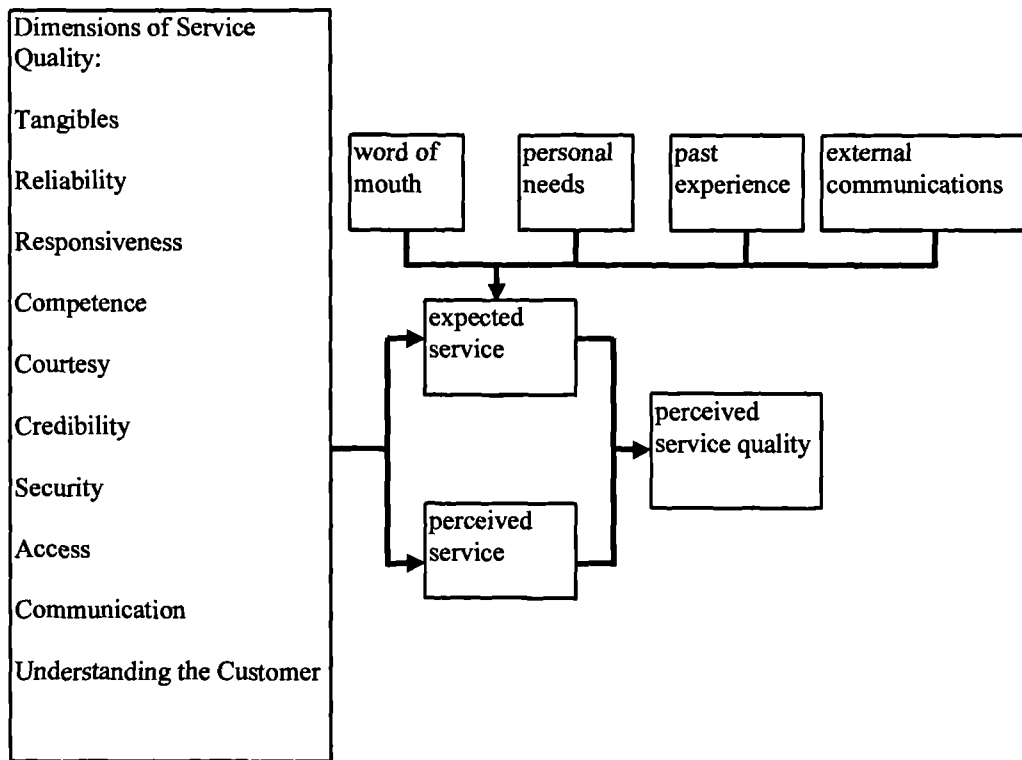 Dimensions of Service
Quality:
Tangibles
Reliability
Responsiveness
Competence
Courtesy
Credibility
Security
Access
Communication
Understanding the Customer
word of
mouth
personal
needs
past
experience
external
communications
expected
service
perceived
service
perceived
service quality